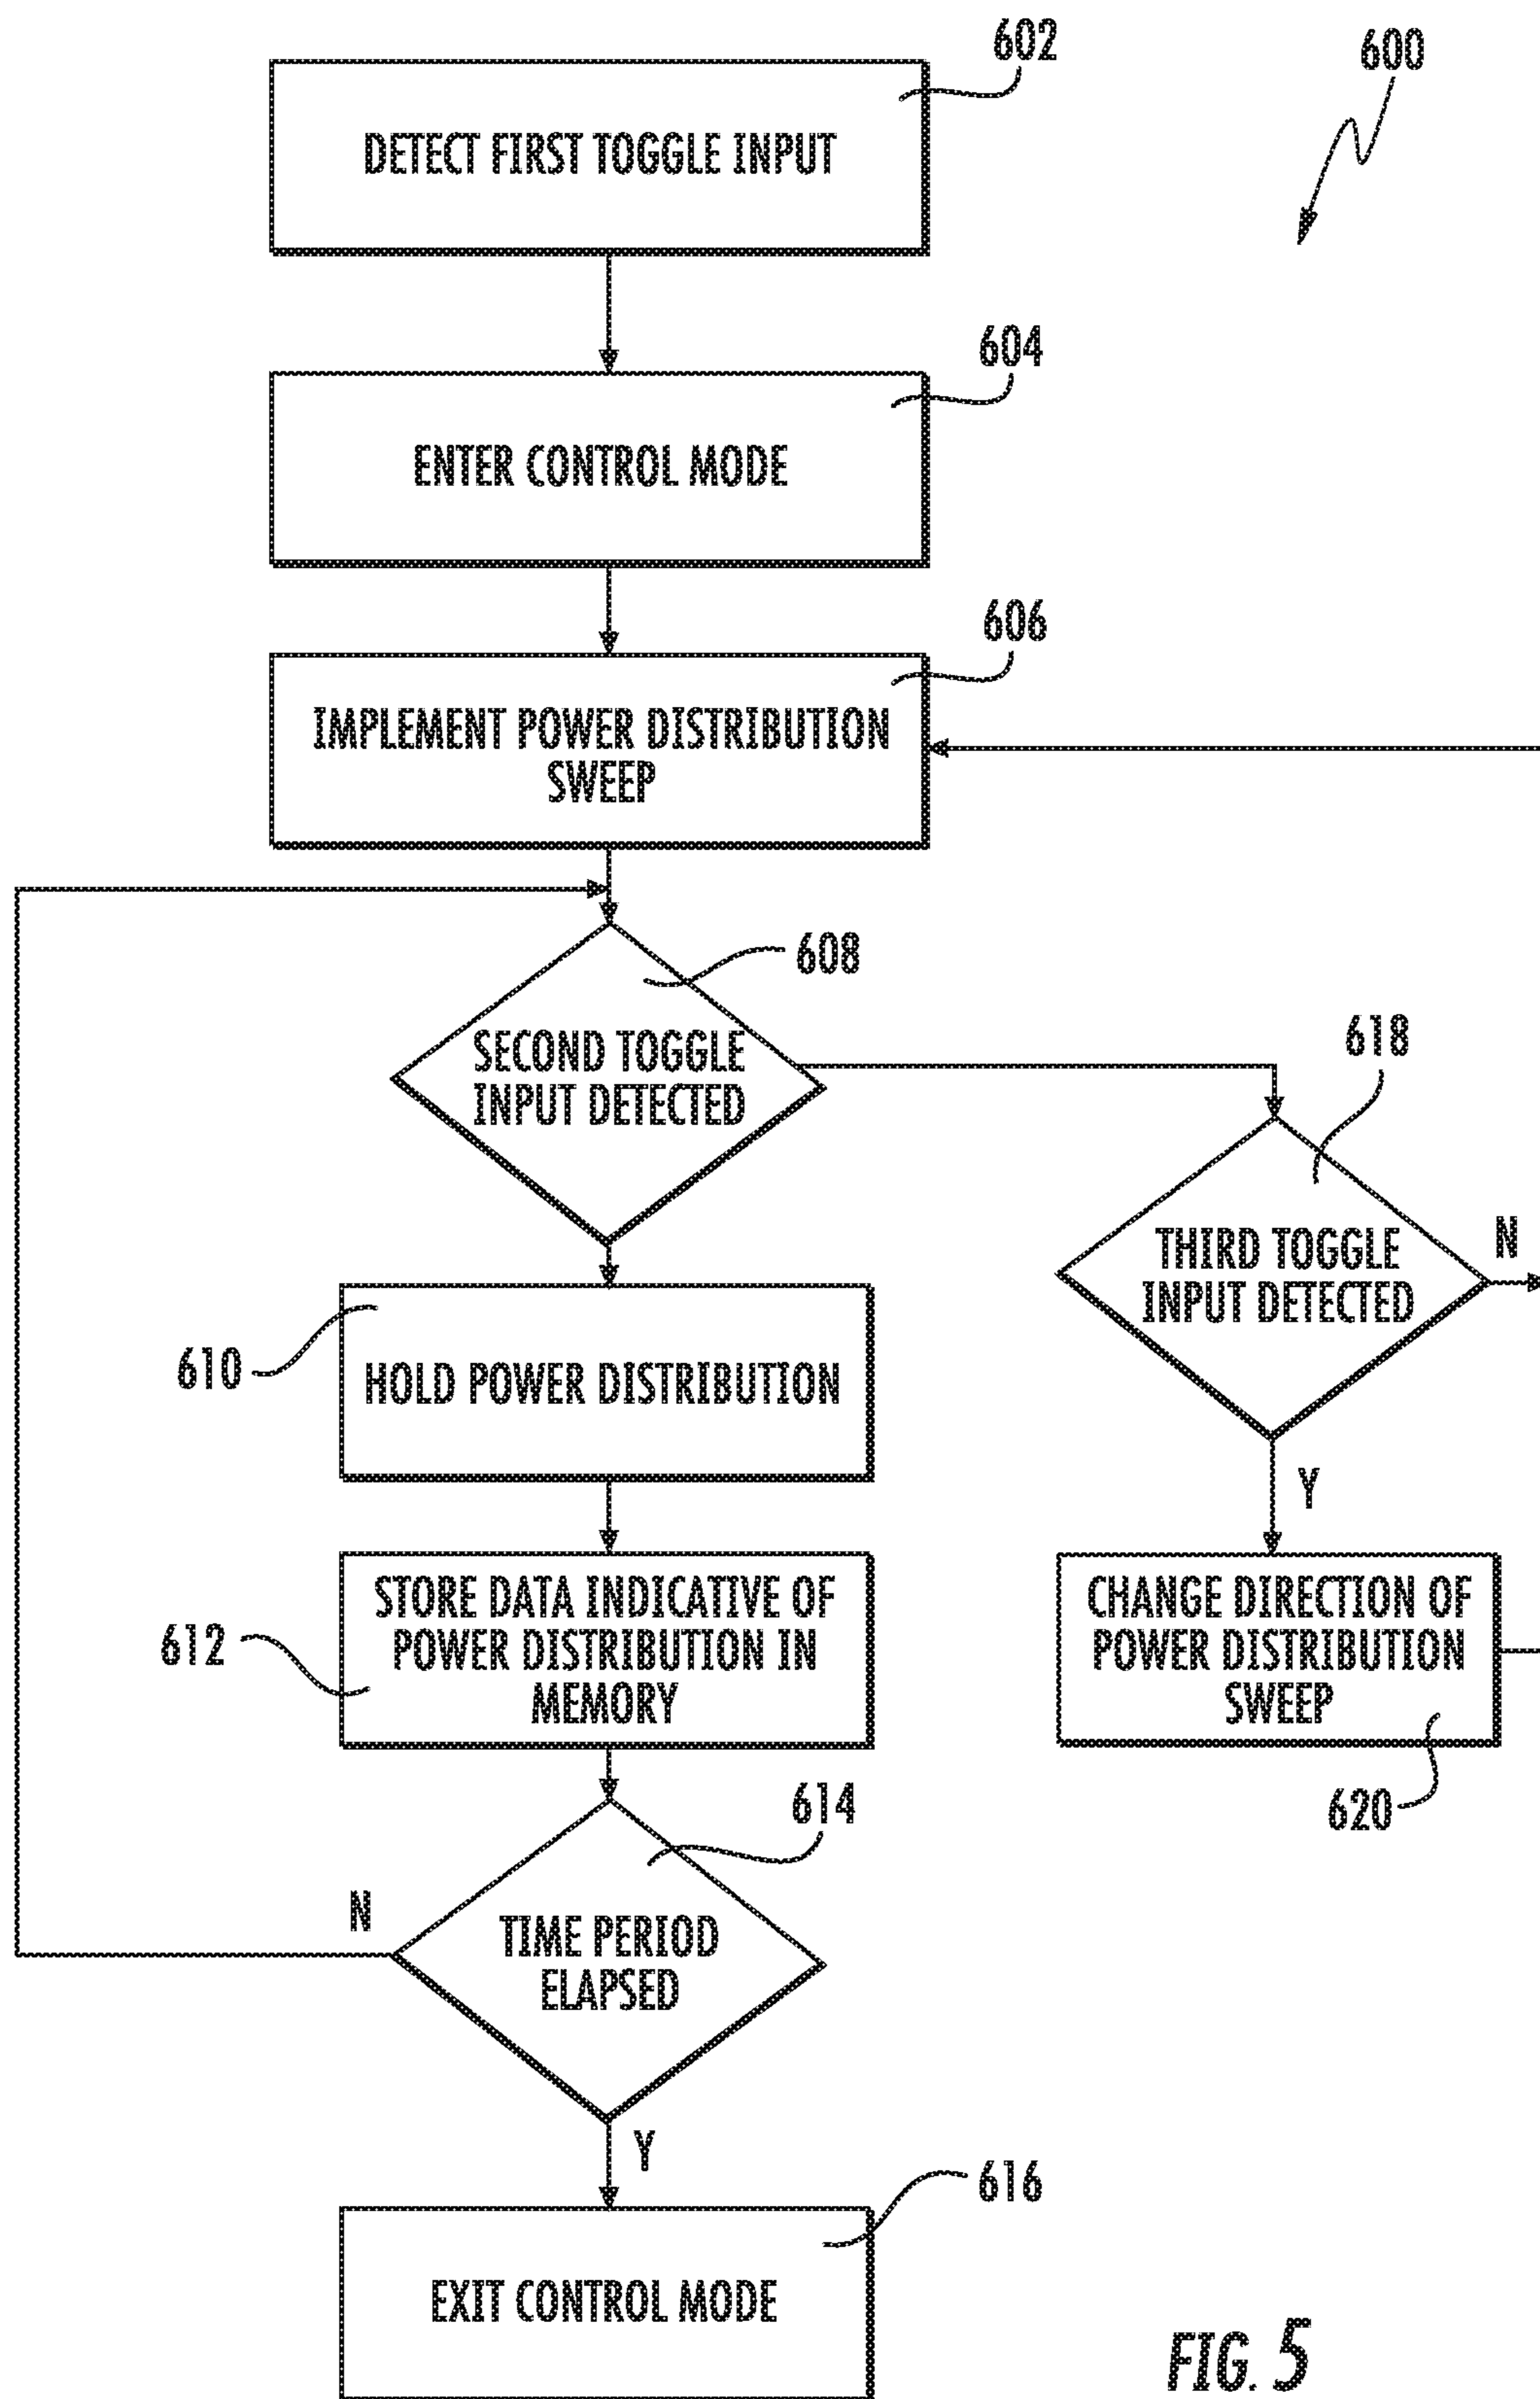 602
600
DETECT FIRST TOGGLE INPUT
604
ENTER CONTROL MODE
606
IMPLEMENT POWER DISTRIBUTION
SWEEP
608
SECOND TOGGLE
INPUT DETECTED
618
THIRD TOGGLE
INPUT DETECTED
N
610
HOLD POWER DISTRIBUTION
Y
612
STORE DATA INDICATIVE OF
POWER DISTRIBUTION IN
MEMORY
CHANGE DIRECTION OF
POWER DISTRIBUTION
SWEEP
620
614
N
TIME PERIOD
ELAPSED
Y
616
EXIT CONTROL MODE
FIG. 5